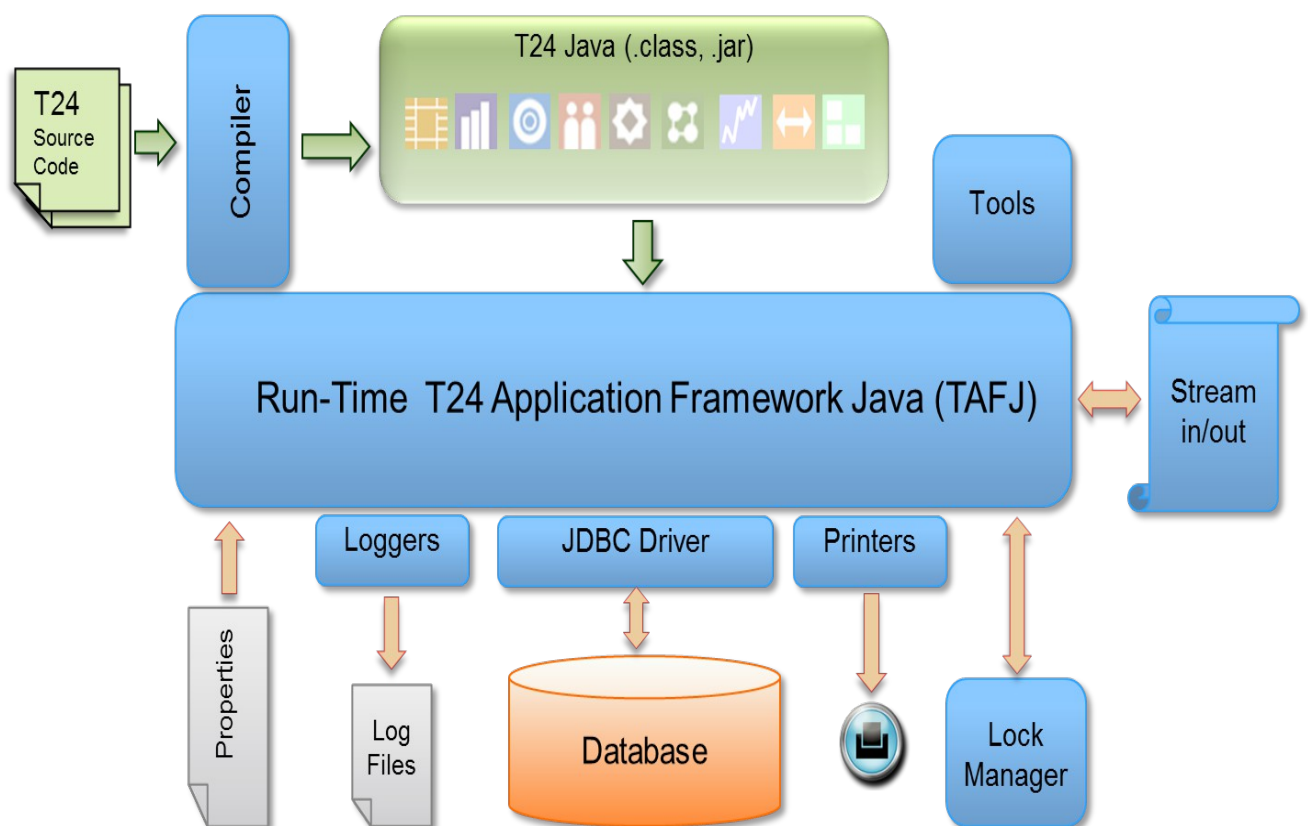 T24 Java (.class, .jar)
T24
Source
Code
Compiler
Tools
Run-Time T24 Application Framework Java (TAFJ)
Stream
in/out
Loggers
JDBC Driver
Printers
Properties
Log
Files
Database
Lock
Manager